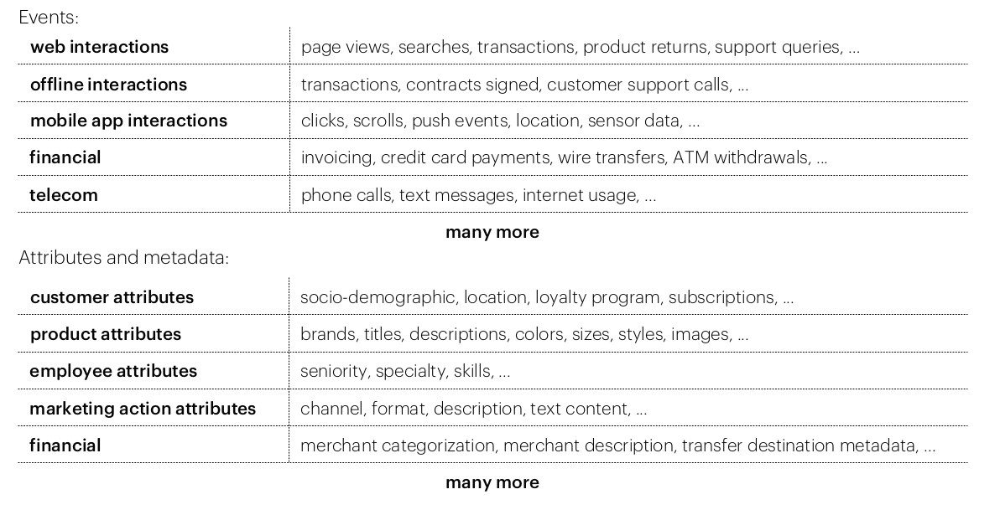 Events:
web interactions page views, searches, transactions, product returns, support queries, ...
offline interactions transactions, contracts signed, customer support calls, ...
mobile app interactions clicks, scrolls, push events, location, sensor data, ...
financial invoicing, credit card payments, wire transfers, ATM withdrawals, ...
telecom phone calls, text messages, internet usage, ...
many more
Attributes and metadata:
customer attributes socio-demographic, location, loyalty program, subscriptions, ...
product attributes brands, titles, descriptions, colors, sizes, styles, images, ...
employee attributes seniority, specialty, skills, ...
marketing action attributes channel, format, description, text content, ...
financial merchant categorization, merchant description, transfer destination metadata, ...
many more